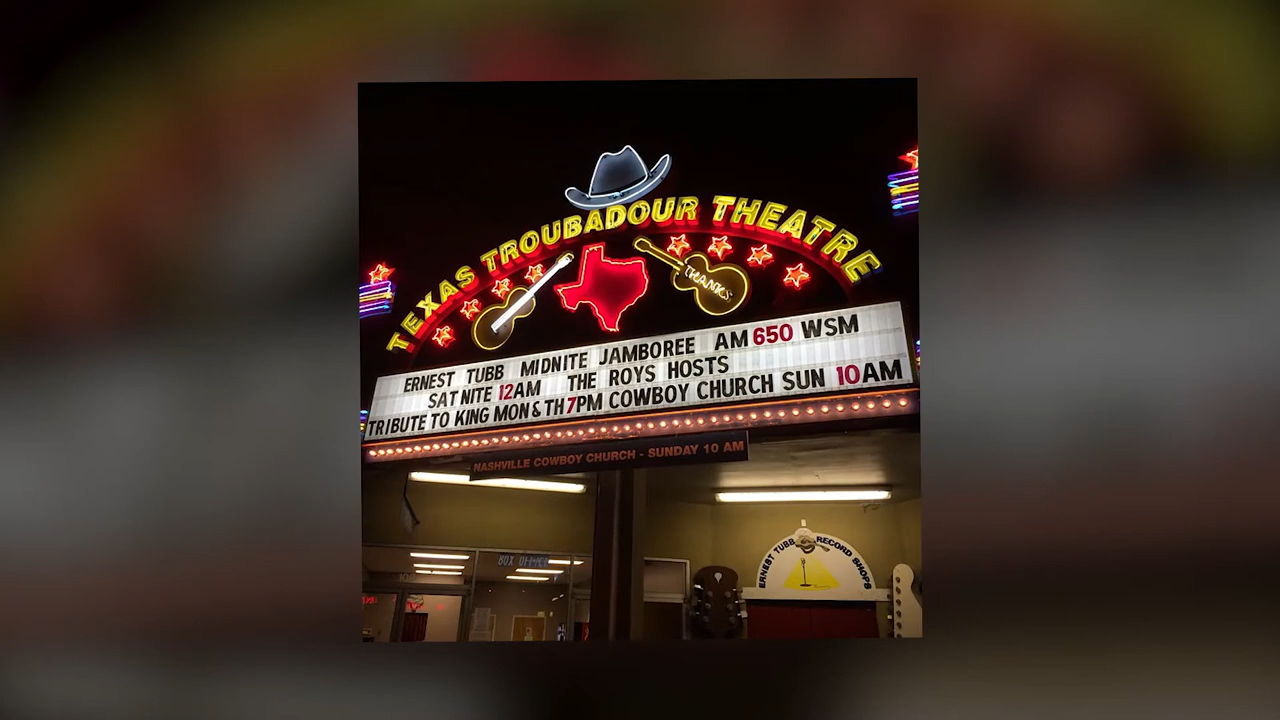 TEXAS TROUBADOUR THEATRE
THANKS
ERNEST TUBB MIDNITE JAMBOREE AM 650 WSM
SAT NITE 12AM THE ROYS HOSTS
TRIBUTE TO KING MON & TH 7PM COWBOY CHURCH SUN 10AM
NASHVILLE COWBOY CHURCH - SUNDAY 10 AM
BOX OFFICE
ERNEST TUBB RECORD SHOPS